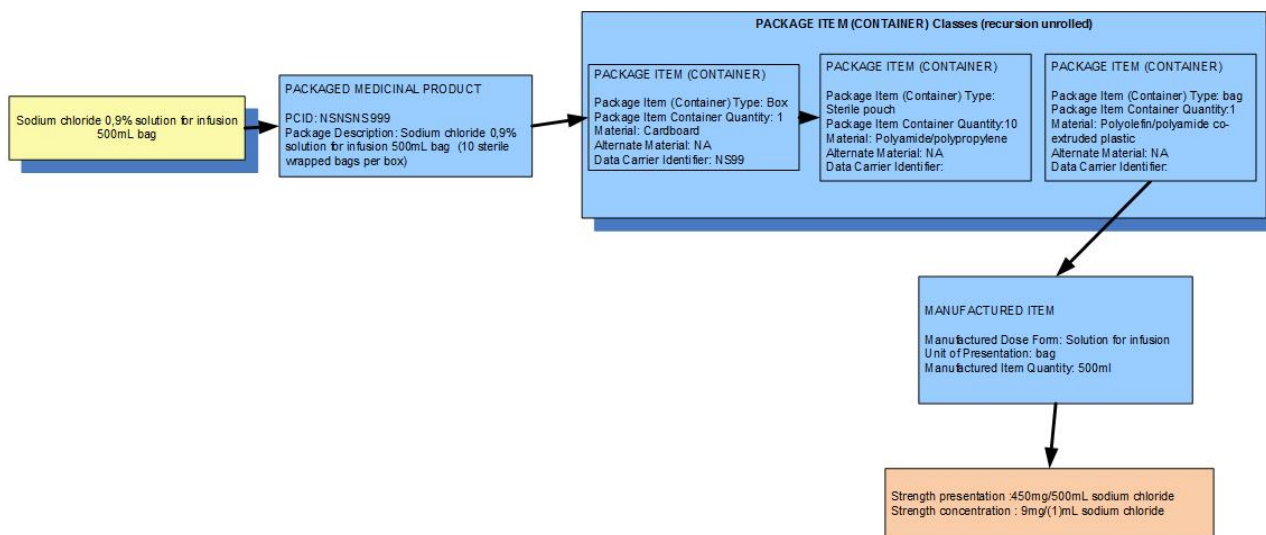 PACKAGE ITEM (CONTAINER) Classes (recursion unrolled)
Sodium chloride 0,9% solution for infusion
500mL bag
PACKAGED MEDICINAL PRODUCT
PCID: NSNSNS999
Package Description: Sodium chloride 0,9%
solution for infusion 500mL bag (10 sterile
wrapped bags per box)
PACKAGE ITEM (CONTAINER)
Package Item (Container) Type: Box
Package Item Container Quantity: 1
Material: Cardboard
Alternate Material: NA
Data Carrier Identifier: NS99
PACKAGE ITEM (CONTAINER)
Package Item (Container) Type:
Sterile pouch
Package Item Container Quantity:10
Material: Polyamide/polypropylene
Alternate Material: NA
Data Carrier Identifier:
PACKAGE ITEM (CONTAINER)
Package Item (Container) Type: bag
Package Item Container Quantity:1
Material: Polyolefin/polyamide co-
extruded plastic
Alternate Material: NA
Data Carrier Identifier:
MANUFACTURED ITEM
Manufactured Dose Form: Solution for infusion
Unit of Presentation: bag
Manufactured Item Quantity: 500ml
Strength presentation :450mg/500mL sodium chloride
Strength concentration : 9mg/(1)mL sodium chloride